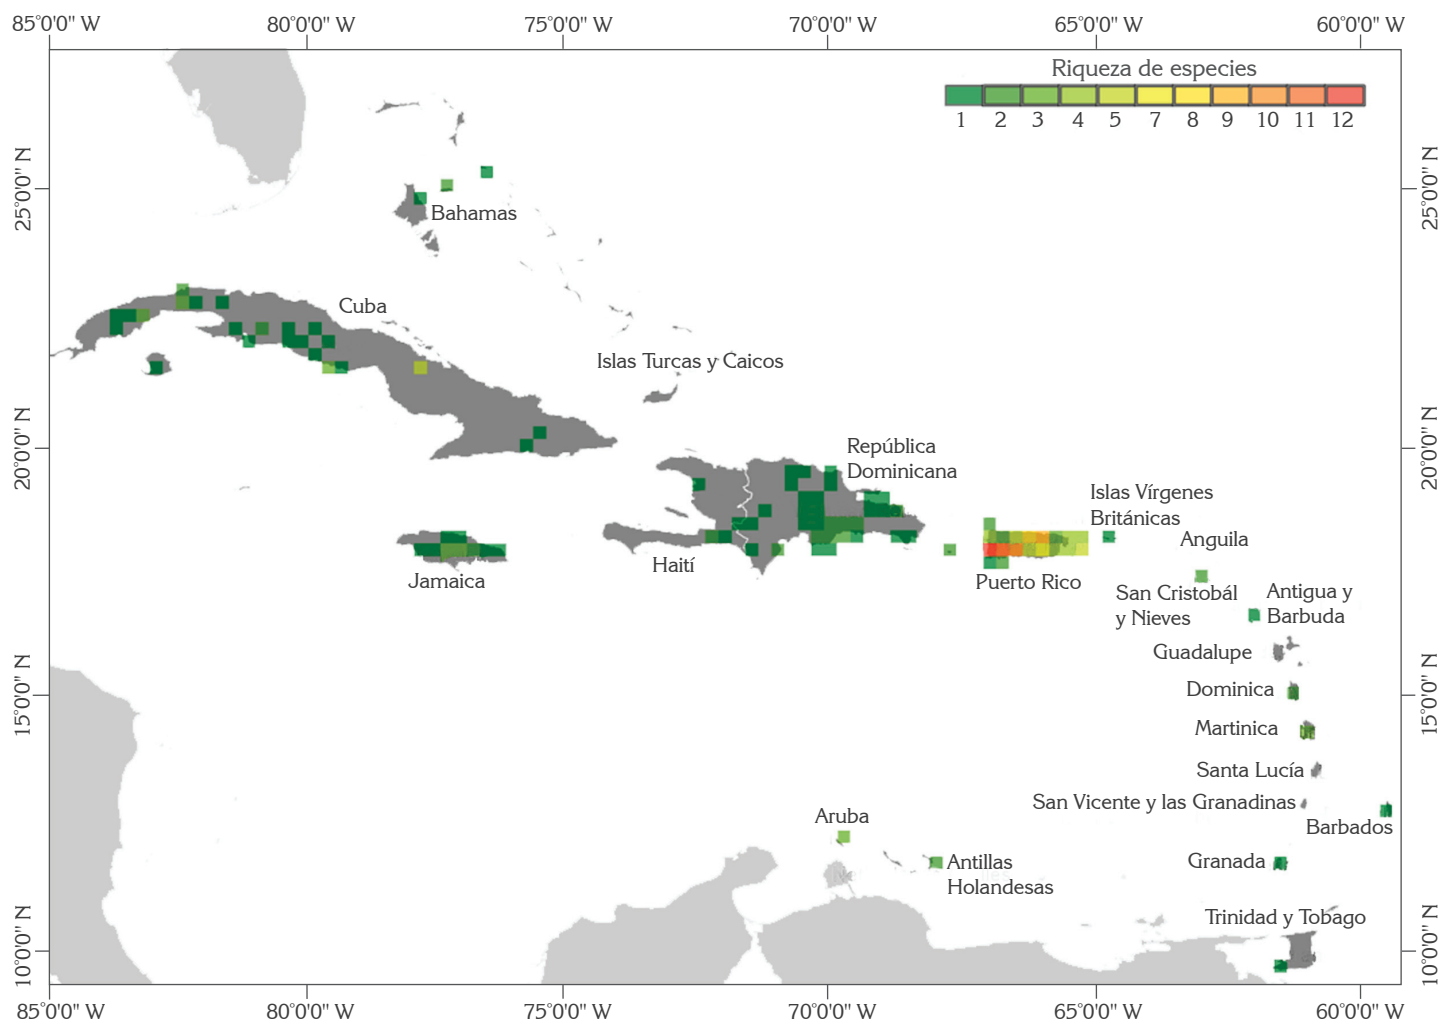 85°0'0" W
80°0'0" W
75°0'0" W
70°0'0" W
65°0'0" W
60°0'0" W
Riqueza de especies
1 2 3 4 5 7 8 9 10 11 12
25°0'0" N
25°0'0" N
Bahamas
Cuba
Islas Turcas y Caicos
20°0'0" N
20°0'0" N
República
Dominicana
Islas Vírgenes
Británicas
Anguila
Jamaica
Haití
Puerto Rico
San Cristobál
y Nieves
Antigua y
Barbuda
Guadalupe
15°0'0" N
15°0'0" N
Dominica
Martinica
Santa Lucía
San Vicente y las Granadinas
Barbados
Aruba
Granada
Antillas
Holandesas
Trinidad y Tobago
10°0'0" N
10°0'0" N
85°0'0" W
80°0'0" W
75°0'0" W
70°0'0" W
65°0'0" W
60°0'0" W